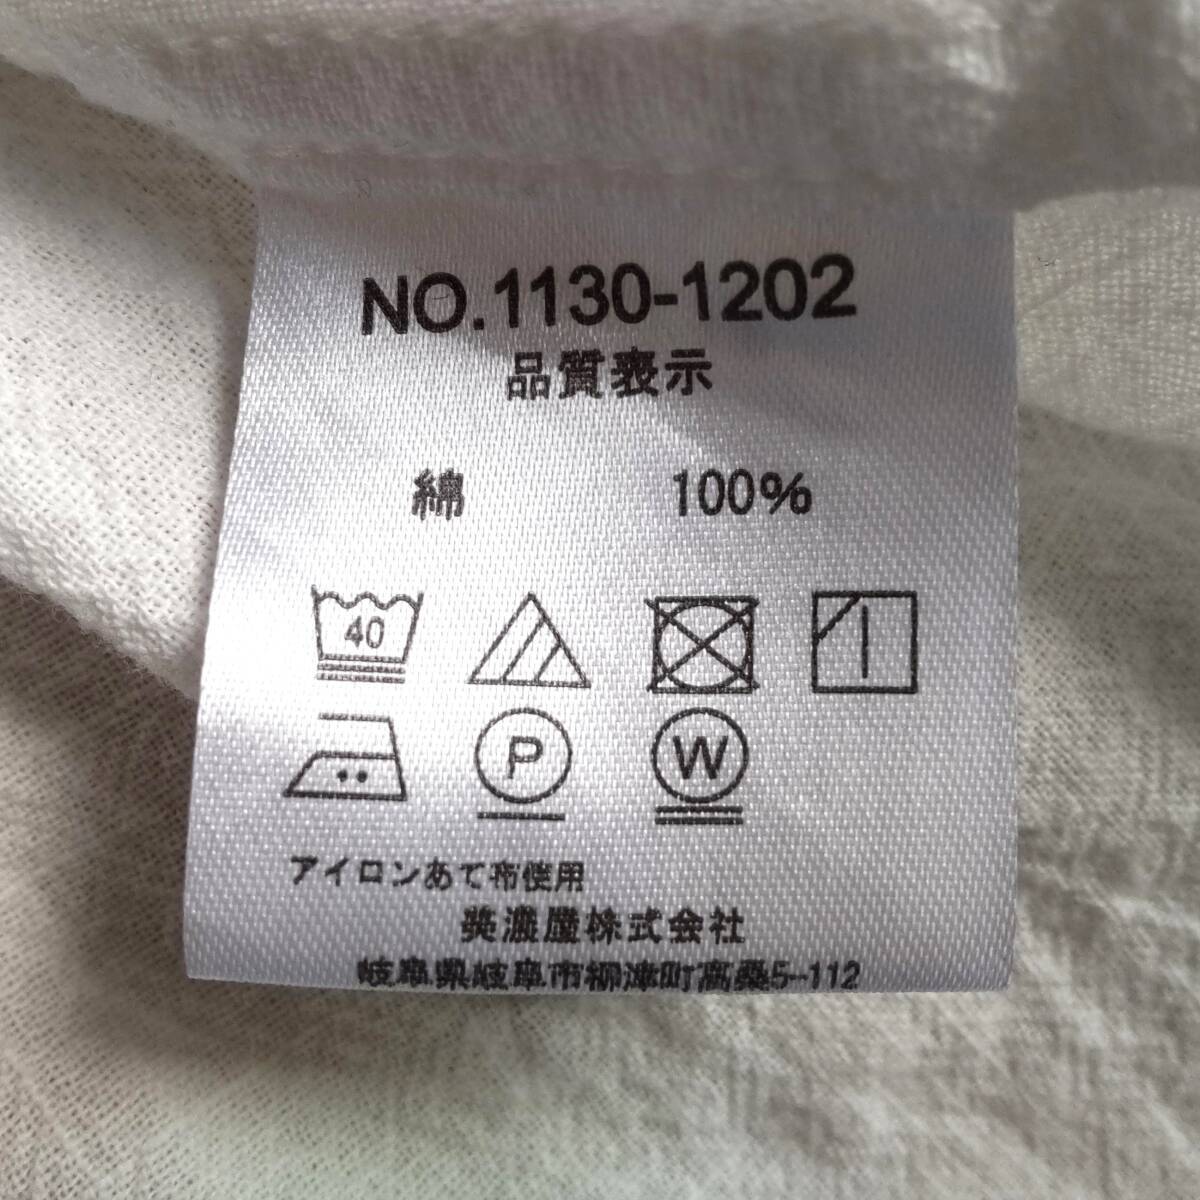 NO.1130-1202
品質表示
綿 100%
40
P W
アイロンあて布使用
美濃屋株式会社
岐阜県岐阜市柳津町高桑5-112